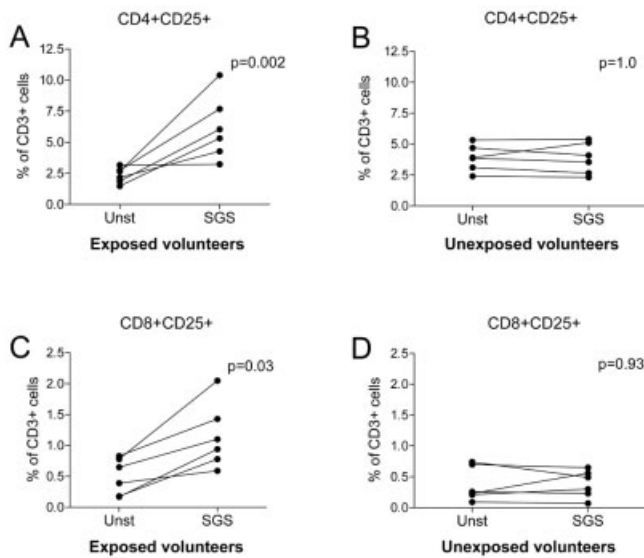 A
CD4+CD25+
p=0.002
% of CD3+ cells
12.5
10.0
7.5
5.0
2.5
0.0
Unst
SGS
Exposed volunteers
B
CD4+CD25+
p=1.0
% of CD3+ cells
12.5
10.0
7.5
5.0
2.5
0.0
Unst
SGS
Unexposed volunteers
C
CD8+CD25+
p=0.03
% of CD3+ cells
2.5
2.0
1.5
1.0
0.5
0.0
Unst
SGS
Exposed volunteers
D
CD8+CD25+
p=0.93
% of CD3+ cells
2.5
2.0
1.5
1.0
0.5
0.0
Unst
SGS
Unexposed volunteers